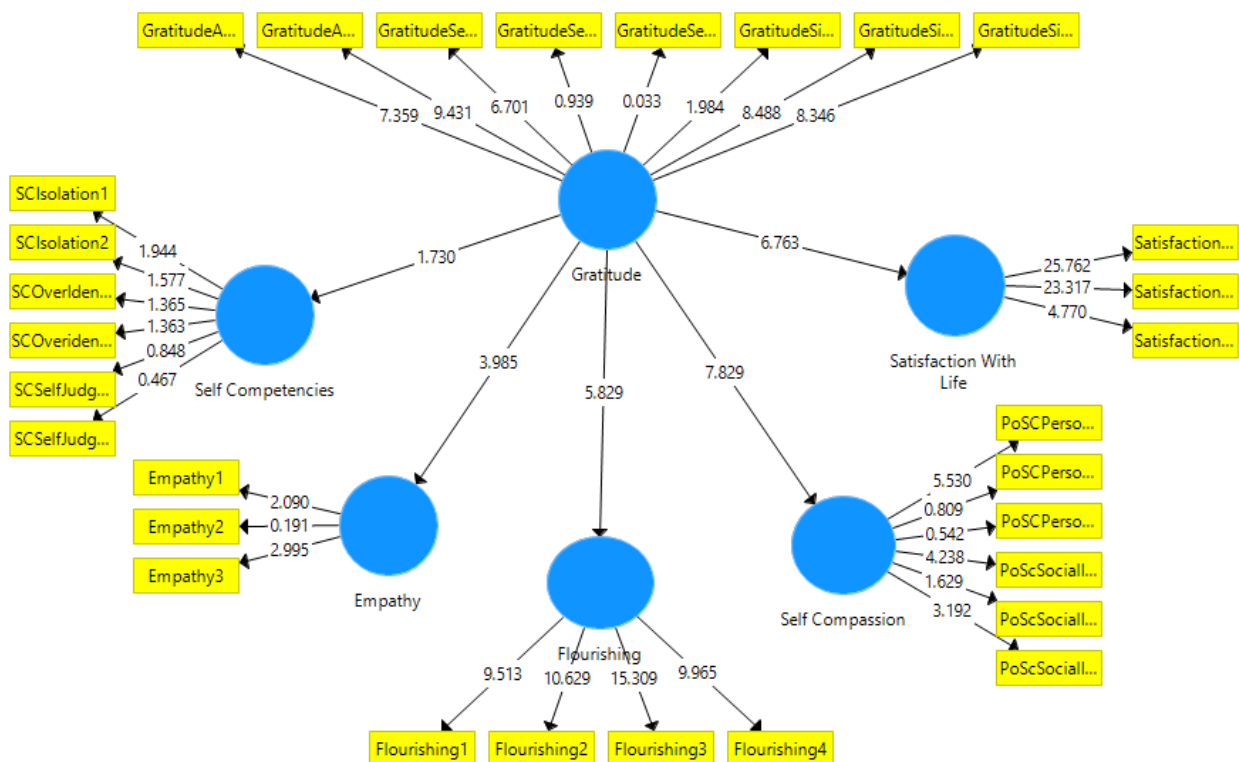 GratitudeA...
GratitudeA...
GratitudeSe...
GratitudeSe...
GratitudeSe...
GratitudeSi...
GratitudeSi...
GratitudeSi...
7.359
9.431
6.701
0.939
0.033
1.984
8.488
8.346
Gratitude
SCIsolation1
SCIsolation2
SCOverIden...
SCOveriden...
SCSelfJudg...
SCSelfJudg...
1.944
1.577
1.365
1.363
0.848
0.467
Self Competencies
1.730
3.985
5.829
7.829
6.763
Satisfaction With
Life
25.762
23.317
4.770
Satisfaction...
Satisfaction...
Satisfaction...
Empathy1
Empathy2
Empathy3
2.090
0.191
2.995
Empathy
Flourishing
9.513
10.629
15.309
9.965
Flourishing1
Flourishing2
Flourishing3
Flourishing4
Self Compassion
5.530
0.809
0.542
4.238
1.629
3.192
PoSCPerso...
PoSCPerso...
PoSCPerso...
PoScSociall...
PoScSociall...
PoScSociall...